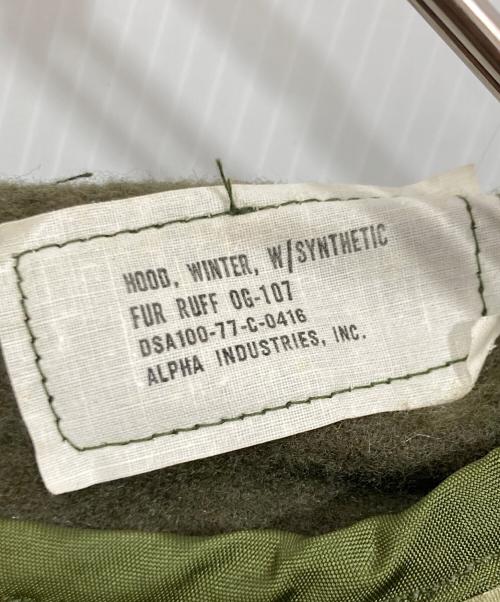 HOOD, WINTER, W/SYNTHETIC
FUR RUFF OG-107
DSA100-77-C-0416
ALPHA INDUSTRIES, INC.